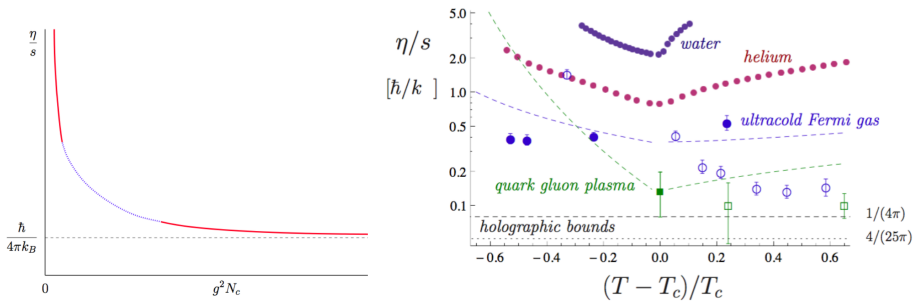 η/s
ħ/4πk_B
0
g²N_c
η/s
[ħ/k ]
5.0
2.0
1.0
0.5
0.2
0.1
water
helium
ultracold Fermi gas
quark gluon plasma
holographic bounds
1/(4π)
4/(25π)
−0.6
−0.4
−0.2
0.0
0.2
0.4
0.6
(T − T_c)/T_c